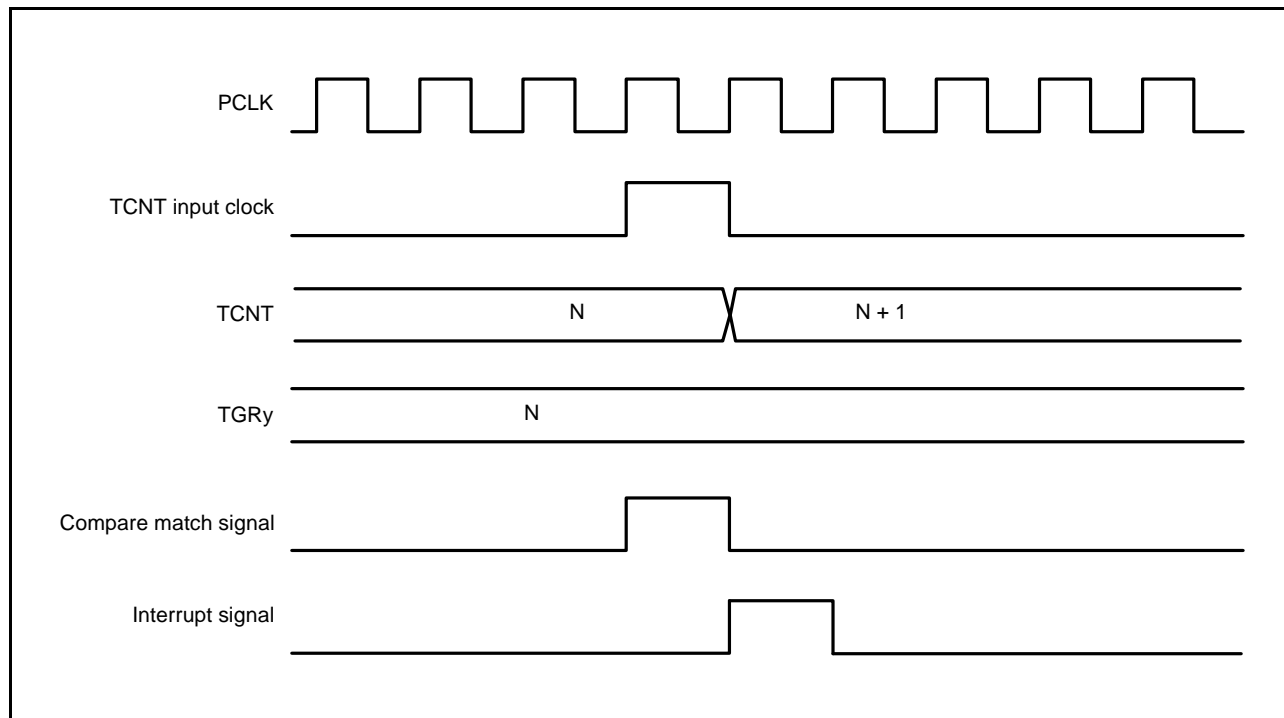 PCLK
TCNT input clock
TCNT
N
N + 1
TGRy
N
Compare match signal
Interrupt signal